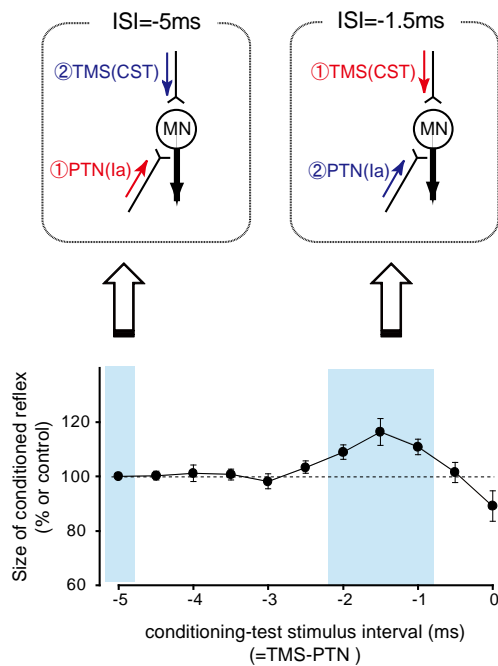 ISI=-5ms
ISI=-1.5ms
②TMS(CST)
MN
①PTN(Ia)
①TMS(CST)
MN
②PTN(Ia)
Size of conditioned reflex
(% or control)
120
100
80
60
-5
-4
-3
-2
-1
0
conditioning-test stimulus interval (ms)
(=TMS-PTN )